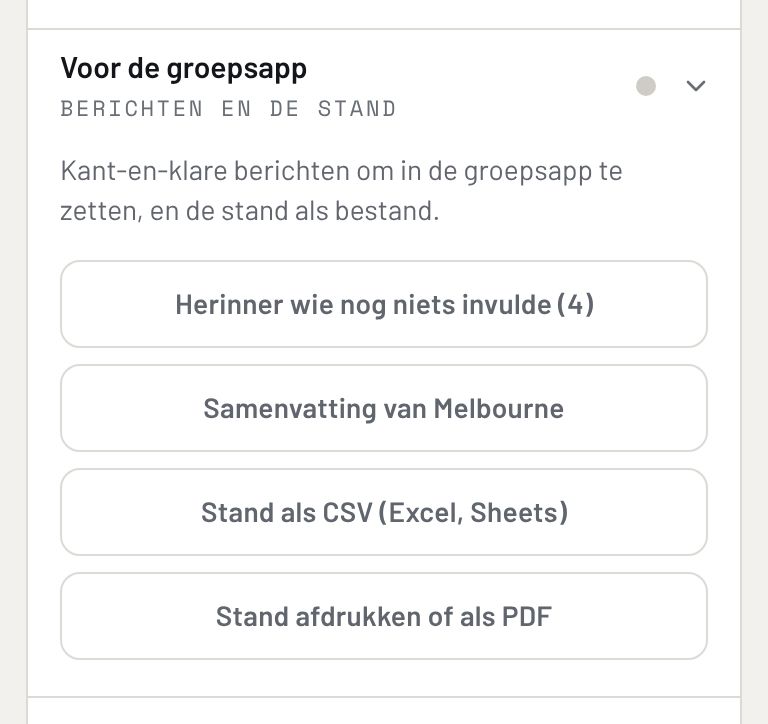 Voor de groepsapp
BERICHTEN EN DE STAND
Kant-en-klare berichten om in de groepsapp te
zetten, en de stand als bestand.
Herinner wie nog niets invulde (4)
Samenvatting van Melbourne
Stand als CSV (Excel, Sheets)
Stand afdrukken of als PDF